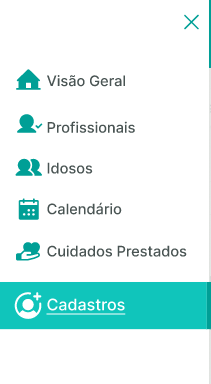 Visão Geral
Profissionais
Idosos
Calendário
Cuidados Prestados
Cadastros